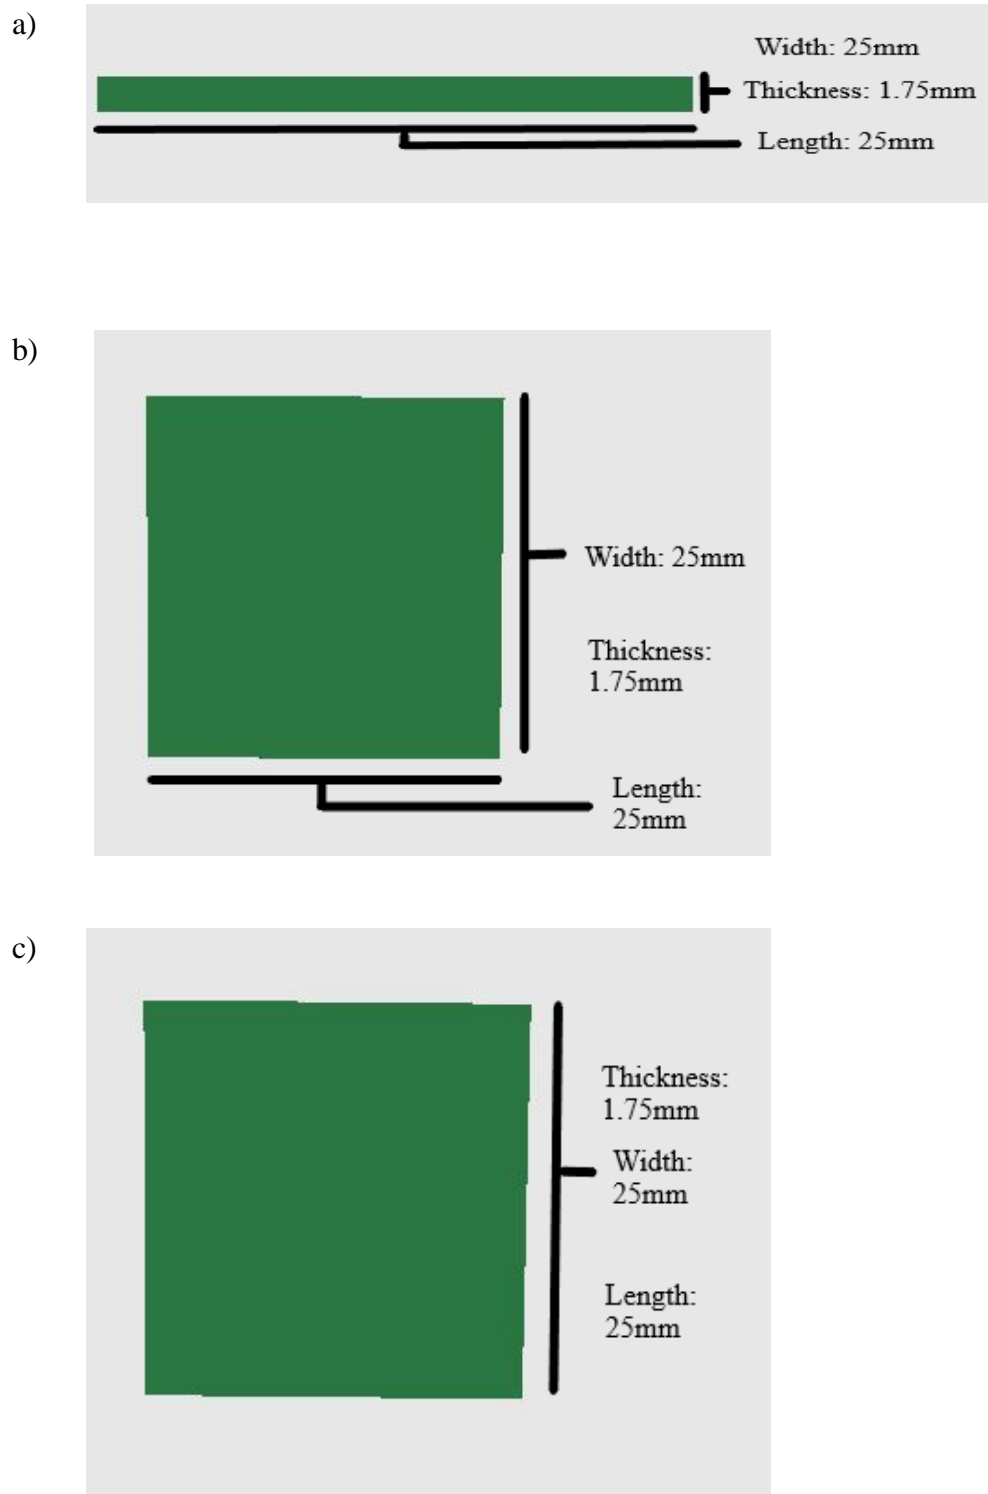 a)
Width: 25mm
Thickness: 1.75mm
Length: 25mm
b)
Width: 25mm
Thickness:
1.75mm
Length:
25mm
c)
Thickness:
1.75mm
Width:
25mm
Length:
25mm